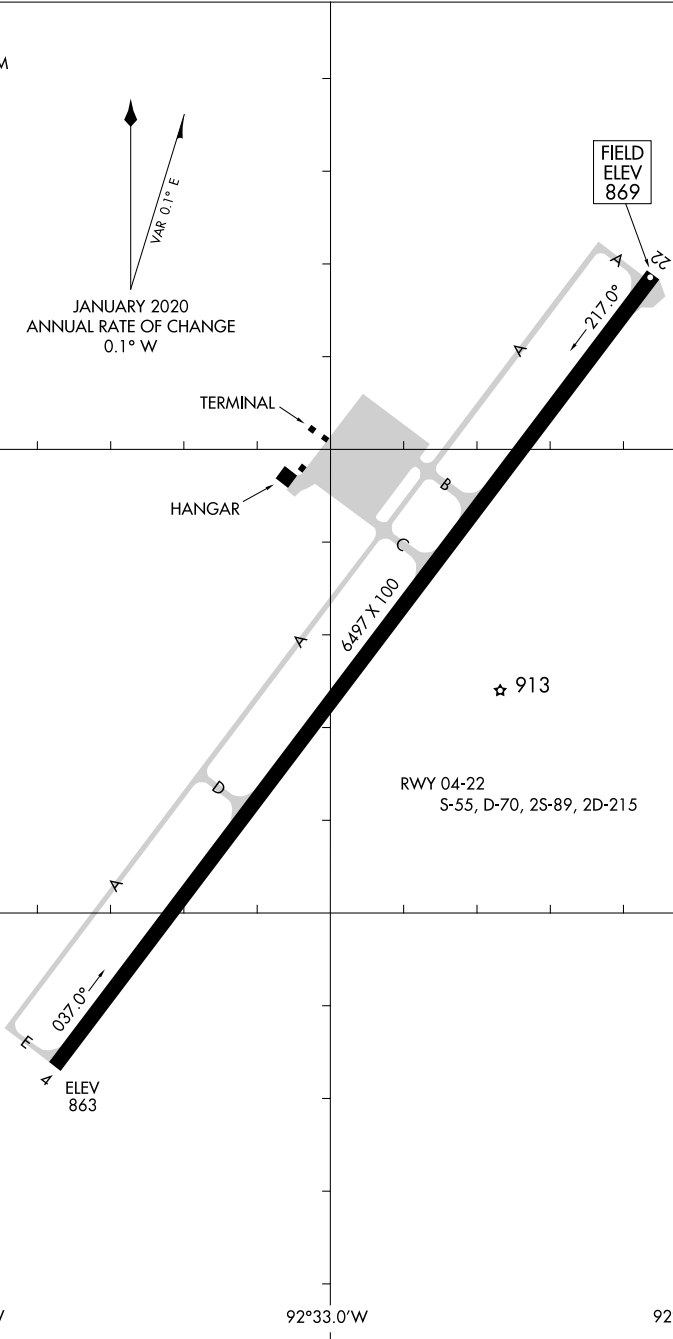 M
VAR 0.1° E
JANUARY 2020
ANNUAL RATE OF CHANGE
0.1° W
FIELD
ELEV
869
22
A
217.0°
A
TERMINAL
HANGAR
B
C
6497 X 100
A
913
D
RWY 04-22
S-55, D-70, 2S-89, 2D-215
A
037.0°
E
4
ELEV
863
92°33.0'W
92